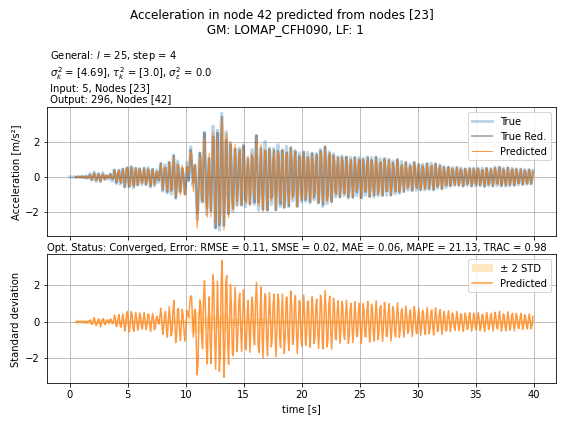 Acceleration in node 42 predicted from nodes [23]
GM: LOMAP_CFH090, LF: 1
General: l = 25, step = 4
σ²ₖ = [4.69], τ²ₖ = [3.0], σ²ε = 0.0
Input: 5, Nodes [23]
Output: 296, Nodes [42]
Acceleration [m/s²]
2
0
−2
True
True Red.
Predicted
Opt. Status: Converged, Error: RMSE = 0.11, SMSE = 0.02, MAE = 0.06, MAPE = 21.13, TRAC = 0.98
Standard deviation
2
0
−2
± 2 STD
Predicted
0 5 10 15 20 25 30 35 40
time [s]